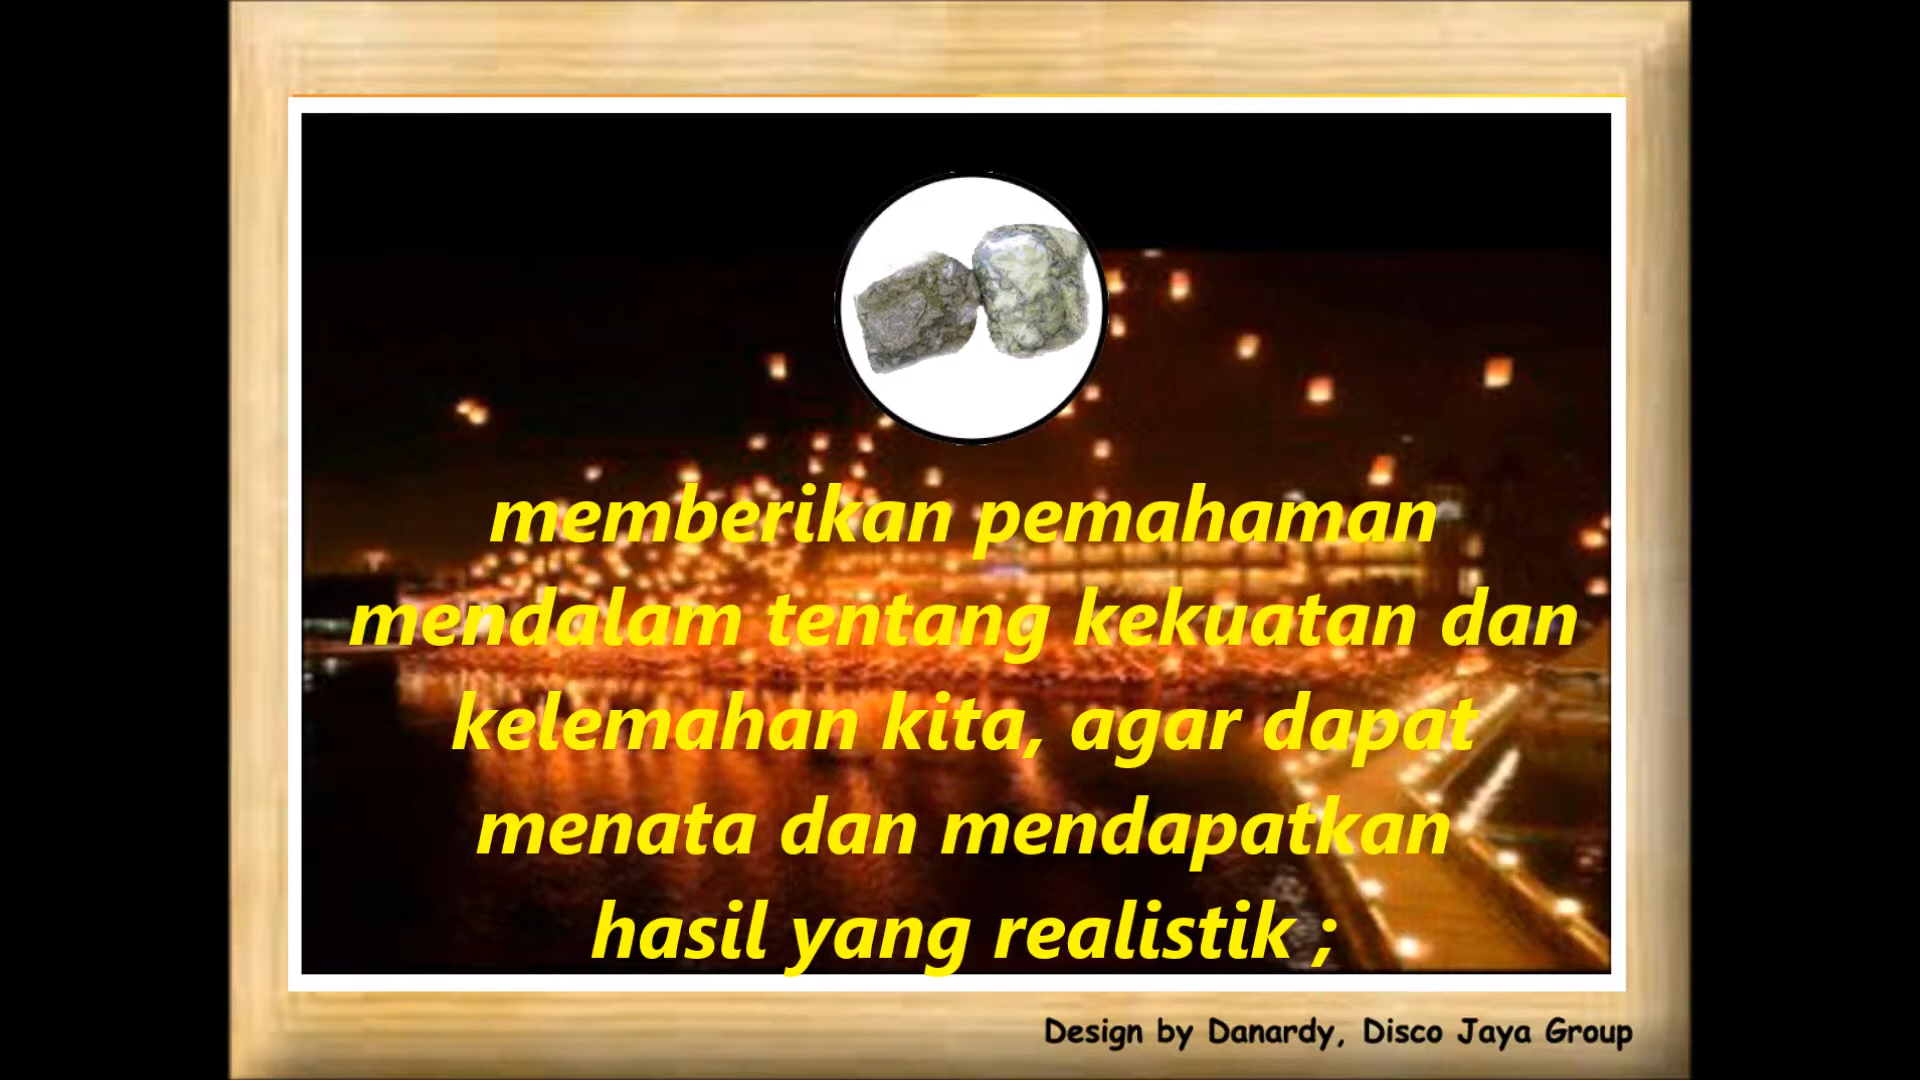 memberikan pemahaman
mendalam tentang kekuatan dan
kelemahan kita, agar dapat
menata dan mendapatkan
hasil yang realistik ;
Design by Danardy, Disco Jaya Group